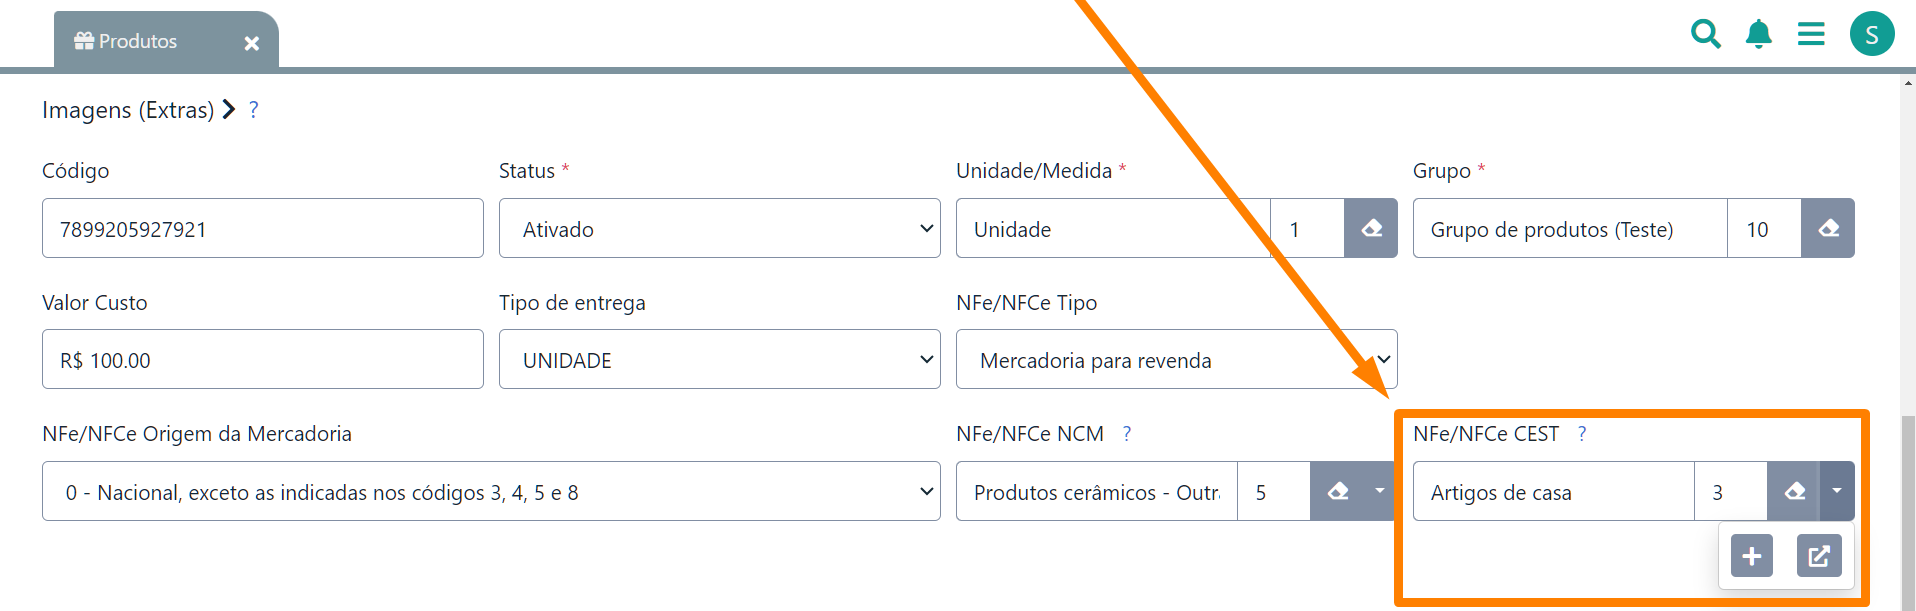 Produtos
S
Imagens (Extras) ?
Código
Status *
Unidade/Medida *
Grupo *
7899205927921
Ativado
Unidade
1
Grupo de produtos (Teste)
10
Valor Custo
Tipo de entrega
NFe/NFCe Tipo
R$ 100.00
UNIDADE
Mercadoria para revenda
NFe/NFCe Origem da Mercadoria
NFe/NFCe NCM ?
NFe/NFCe CEST ?
0 - Nacional, exceto as indicadas nos códigos 3, 4, 5 e 8
Produtos cerâmicos - Outr
5
Artigos de casa
3